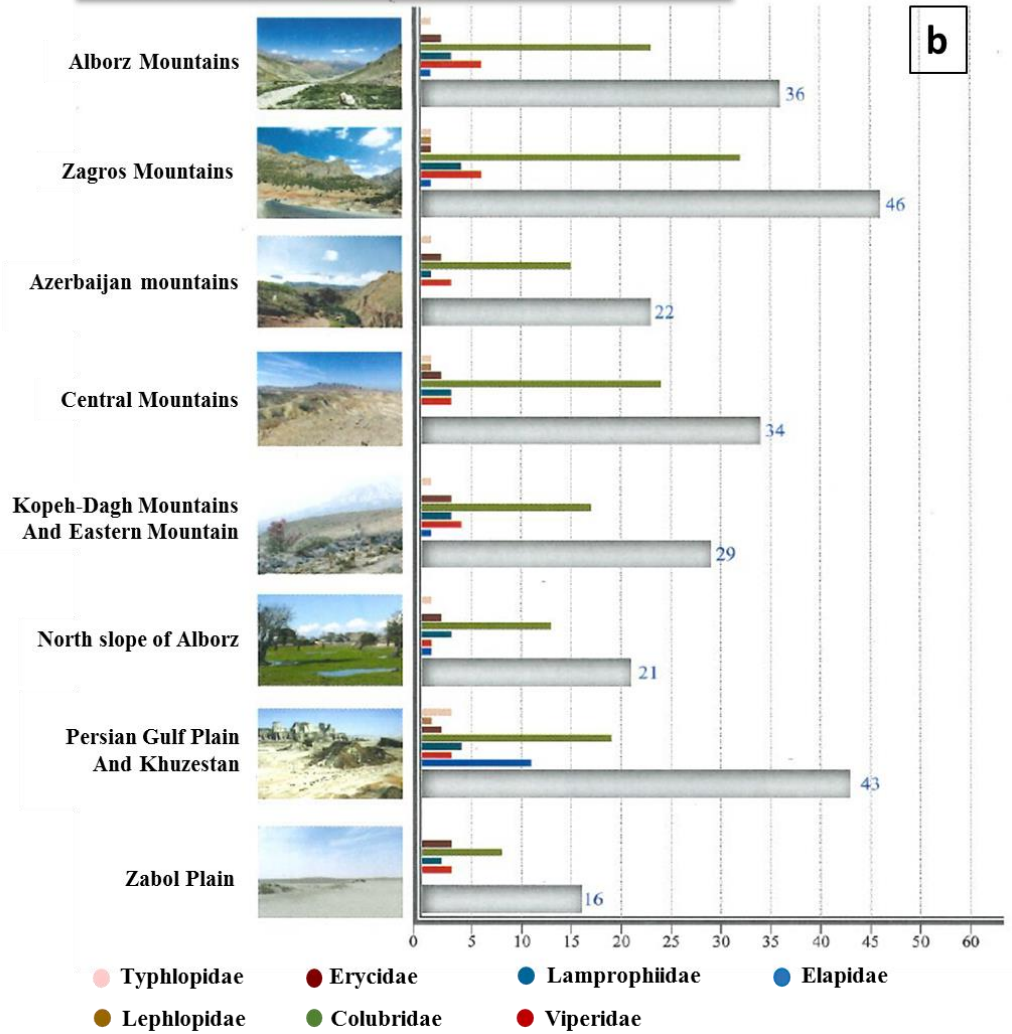 b
Alborz Mountains
36
Zagros Mountains
46
Azerbaijan mountains
22
Central Mountains
34
Kopeh-Dagh Mountains
And Eastern Mountain
29
North slope of Alborz
21
Persian Gulf Plain
And Khuzestan
43
Zabol Plain
16
0 5 10 15 20 25 30 35 40 45 50 60
Typhlopidae Erycidae Lamprophiidae Elapidae
Lephlopidae Colubridae Viperidae